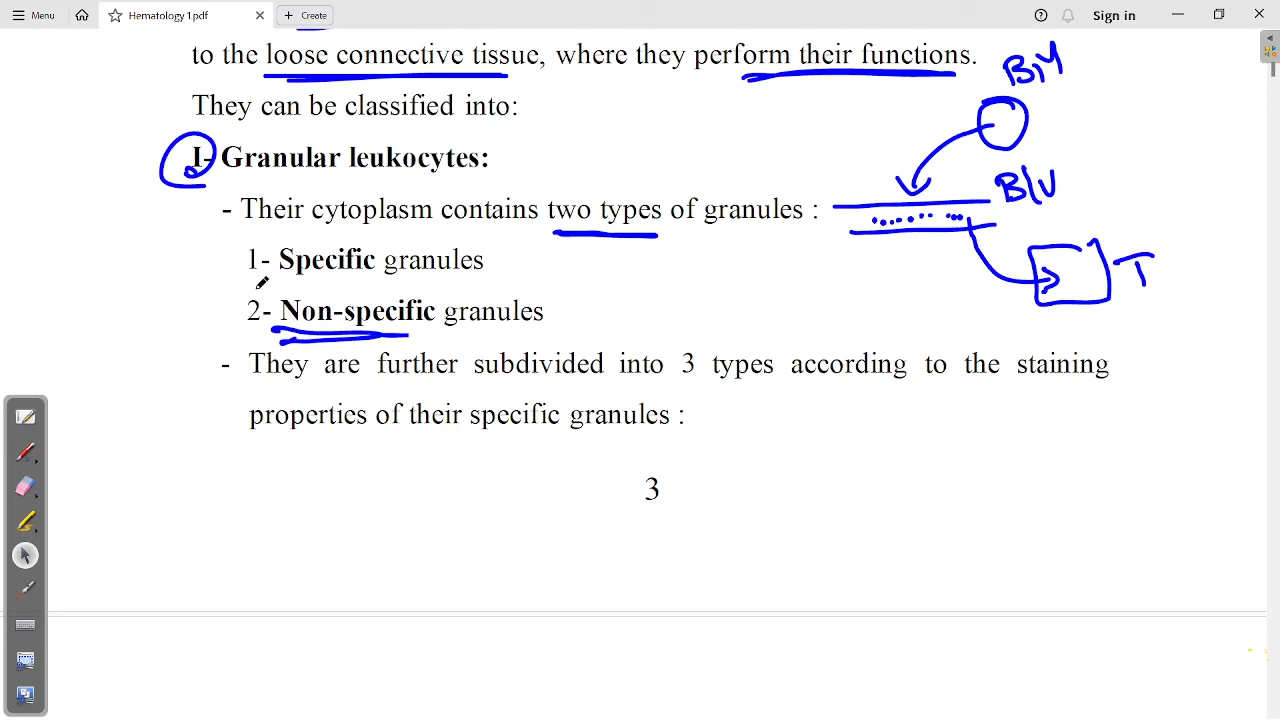 Menu
Hematology 1.pdf
Create
Sign in
to the loose connective tissue, where they perform their functions.
B.M
They can be classified into:
I- Granular leukocytes:
B/V
- Their cytoplasm contains two types of granules :
1- Specific granules
T
2- Non-specific granules
- They are further subdivided into 3 types according to the staining
properties of their specific granules :
3